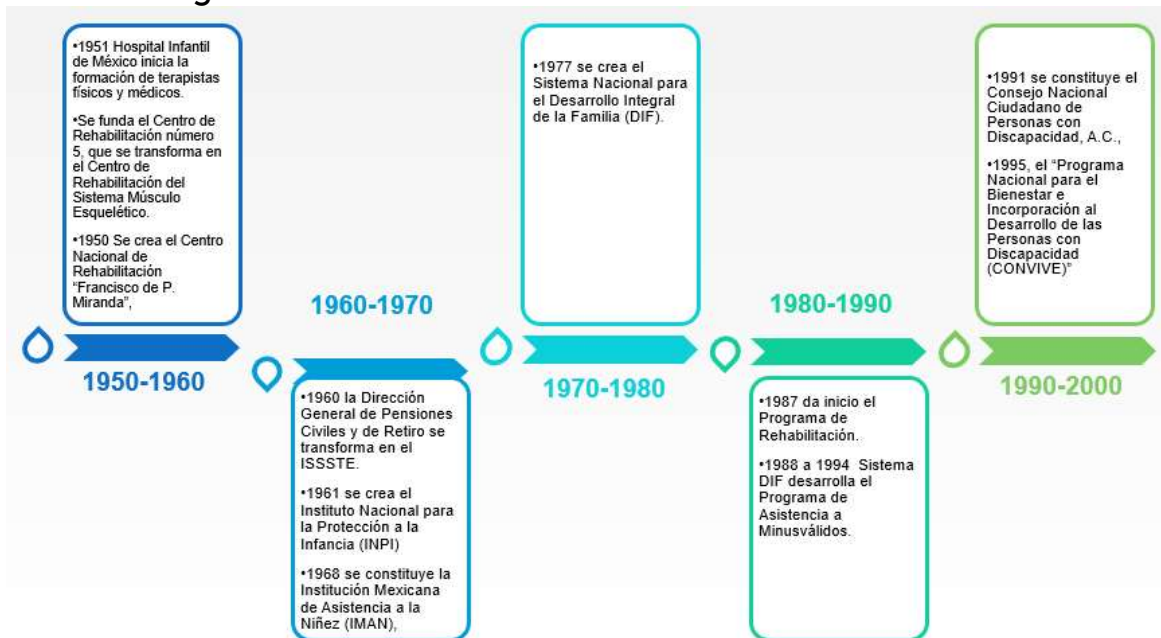 •1951 Hospital Infantil
de México inicia la
formación de terapistas
físicos y médicos.
•Se funda el Centro de
Rehabilitación número
5, que se transforma en
el Centro de
Rehabilitación del
Sistema Músculo
Esquelético.
•1950 Se crea el Centro
Nacional de
Rehabilitación
“Francisco de P.
Miranda”,
1950-1960
1960-1970
•1960 la Dirección
General de Pensiones
Civiles y de Retiro se
transforma en el
ISSSTE.
•1961 se crea el
Instituto Nacional para
la Protección a la
Infancia (INPI)
•1968 se constituye la
Institución Mexicana
de Asistencia a la
Niñez (IMAN),
•1977 se crea el
Sistema Nacional para
el Desarrollo Integral
de la Familia (DIF).
1970-1980
1980-1990
•1987 da inicio el
Programa de
Rehabilitación.
•1988 a 1994 Sistema
DIF desarrolla el
Programa de
Asistencia a
Minusválidos.
•1991 se constituye el
Consejo Nacional
Ciudadano de
Personas con
Discapacidad, A.C.,
•1995, el “Programa
Nacional para el
Bienestar e
Incorporación al
Desarrollo de las
Personas con
Discapacidad
(CONVIVE)”
1990-2000